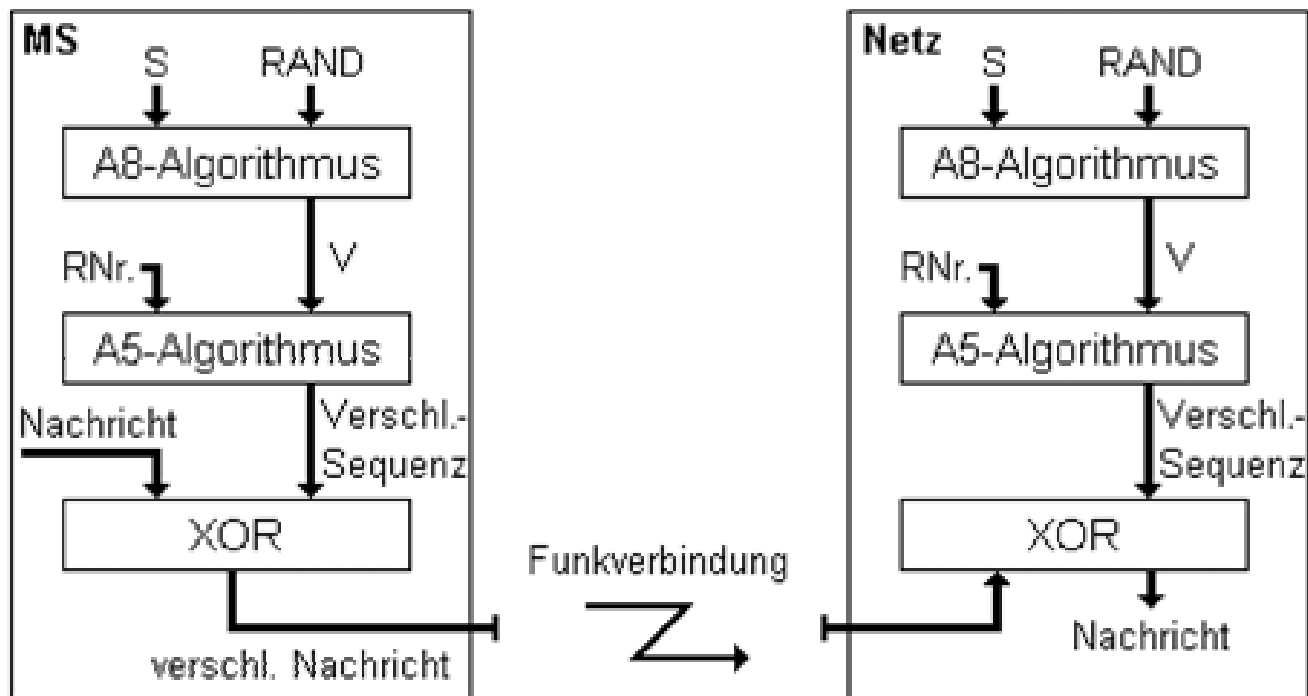 MS
S RAND
A8-Algorithmus
V
RNr.
A5-Algorithmus
Nachricht
Verschl.-
Sequenz
XOR
verschl. Nachricht
Funkverbindung
Netz
S RAND
A8-Algorithmus
V
RNr.
A5-Algorithmus
Verschl.-
Sequenz
XOR
Nachricht